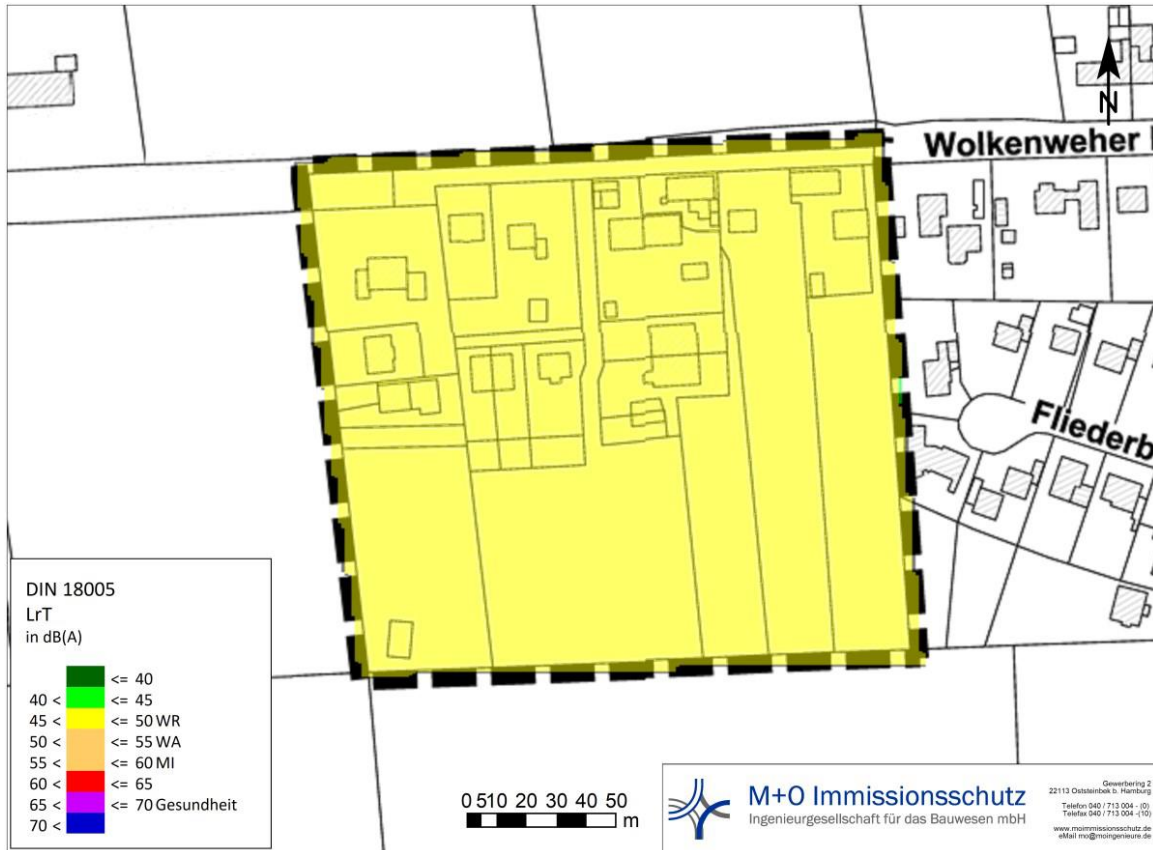 N
Wolkenweher
Fliederb
DIN 18005
LrT
in dB(A)
<= 40
40 < <= 45
45 < <= 50 WR
50 < <= 55 WA
55 < <= 60 MI
60 < <= 65
65 < <= 70 Gesundheit
70 <
0 510 20 30 40 50
m
M+O Immissionsschutz
Ingenieurgesellschaft für das Bauwesen mbH
Gewerbering 2
22113 Oststeinbek b. Hamburg
Telefon 040 / 713 004 - (0)
Telefax 040 / 713 004 -(10)
www.moimmissionsschutz.de
eMail mo@moingenieure.de